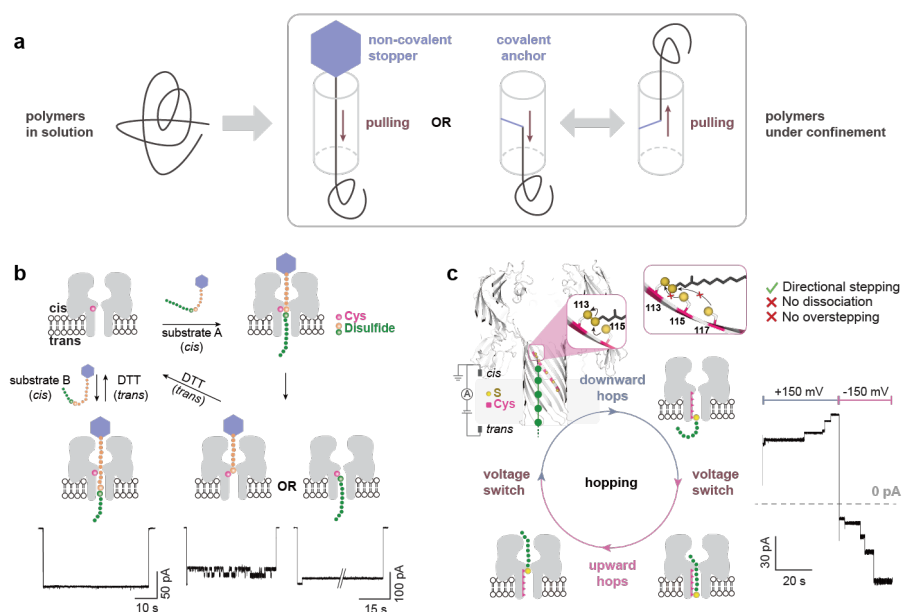 a
polymers
in solution
non-covalent
stopper
pulling
OR
covalent
anchor
pulling
polymers
under confinement
b
cis
trans
substrate A
(cis)
Cys
Disulfide
substrate B
(cis)
DTT
(trans)
DTT
(trans)
OR
50 pA
10 s
100 pA
15 s
c
113
115
113
115
117
Directional stepping
No dissociation
No overstepping
A
cis
trans
S
Cys
downward
hops
voltage
switch
hopping
voltage
switch
upward
hops
+150 mV
-150 mV
0 pA
30 pA
20 s